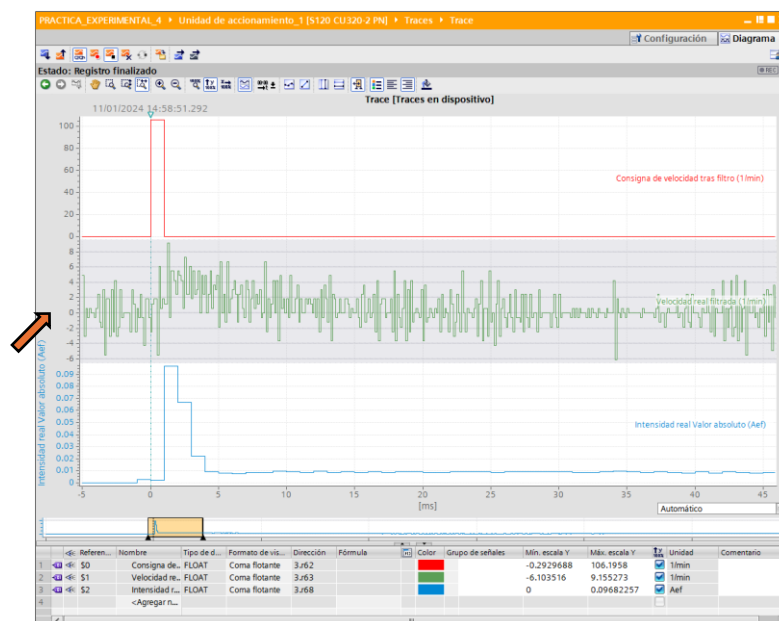 PRACTICA_EXPERIMENTAL_4 ▸ Unidad de accionamiento_1 [S120 CU320-2 PN] ▸ Traces ▸ Trace
Configuración Diagrama
Estado: Registro finalizado
REC
Trace [Traces en dispositivo]
11/01/2024 14:58:51.292
100
80
Consigna de velocidad tras filtro (1/min)
60
40
20
0
8
6
4
2
Velocidad real filtrada (1/min)
0
-2
-4
-6
Intensidad real Valor absoluto (Aef)
0.09
0.08
0.07
0.06
0.05
Intensidad real Valor absoluto (Aef)
0.04
0.03
0.02
0.01
0
-5 0 5 10 15 20 25 30 35 40 45
[ms]
Automático
Referen... Nombre Tipo de d... Formato de vis... Dirección Fórmula Color Grupo de señales Mín. escala Y Máx. escala Y Unidad Comentario
1 $0 Consigna de.. FLOAT Coma flotante 3.r62 -0.2929688 106.1958 1/min
2 $1 Velocidad re.. FLOAT Coma flotante 3.r63 -6.103516 9.155273 1/min
3 $2 Intensidad r... FLOAT Coma flotante 3.r68 0 0.09682257 Aef
4 <Agregar n...